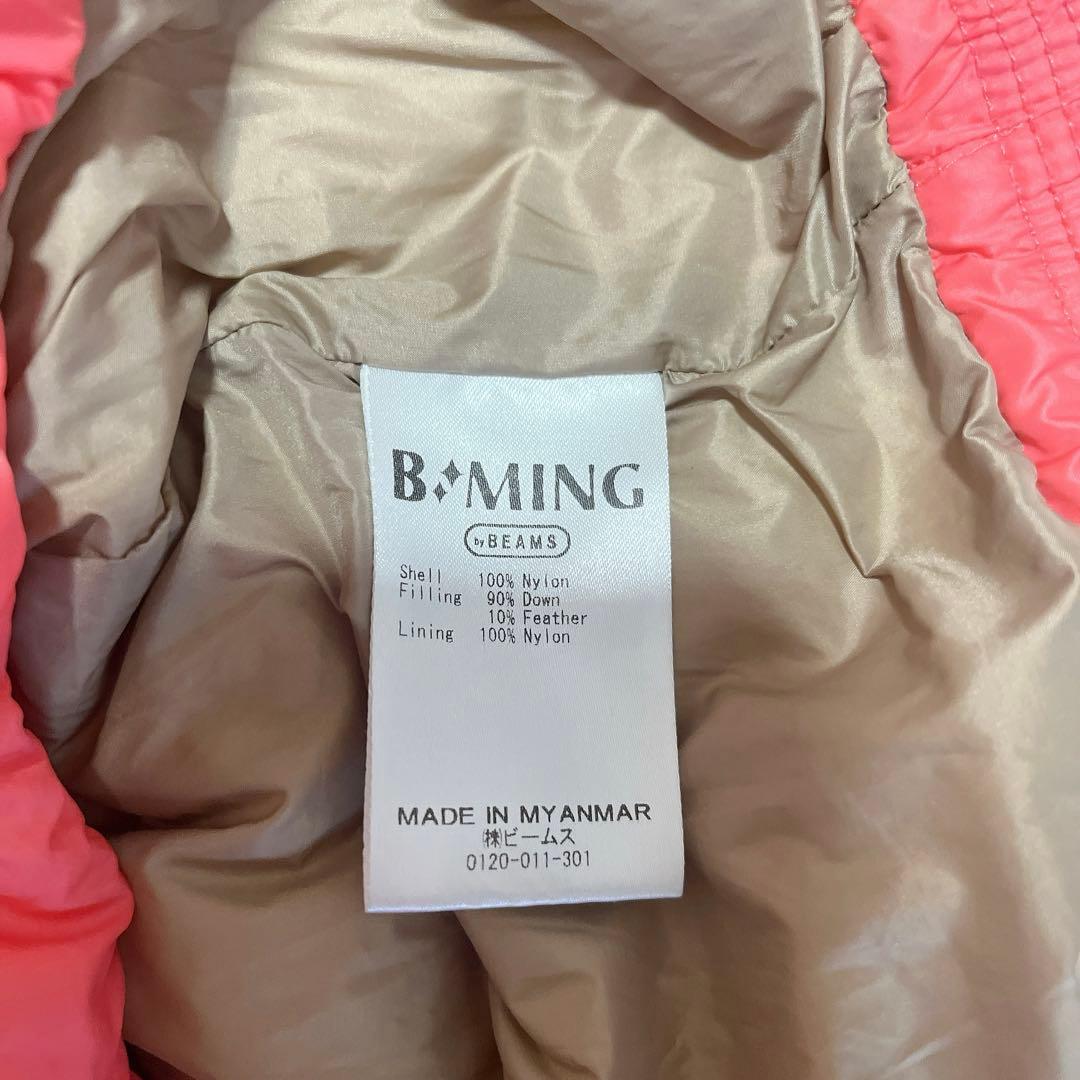 B:MING
by BEAMS
Shell 100% Nylon
Filling 90% Down
10% Feather
Lining 100% Nylon
MADE IN MYANMAR
㈱ビームス
0120-011-301